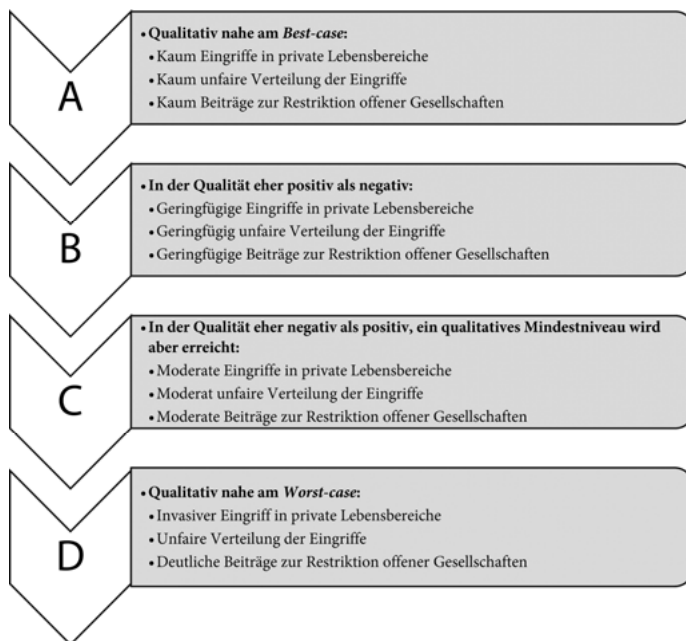 A
• Qualitativ nahe am Best-case:
• Kaum Eingriffe in private Lebensbereiche
• Kaum unfaire Verteilung der Eingriffe
• Kaum Beiträge zur Restriktion offener Gesellschaften
B
• In der Qualität eher positiv als negativ:
• Geringfügige Eingriffe in private Lebensbereiche
• Geringfügig unfaire Verteilung der Eingriffe
• Geringfügige Beiträge zur Restriktion offener Gesellschaften
C
• In der Qualität eher negativ als positiv, ein qualitatives Mindestniveau wird
aber erreicht:
• Moderate Eingriffe in private Lebensbereiche
• Moderat unfaire Verteilung der Eingriffe
• Moderate Beiträge zur Restriktion offener Gesellschaften
D
• Qualitativ nahe am Worst-case:
• Invasiver Eingriff in private Lebensbereiche
• Unfaire Verteilung der Eingriffe
• Deutliche Beiträge zur Restriktion offener Gesellschaften